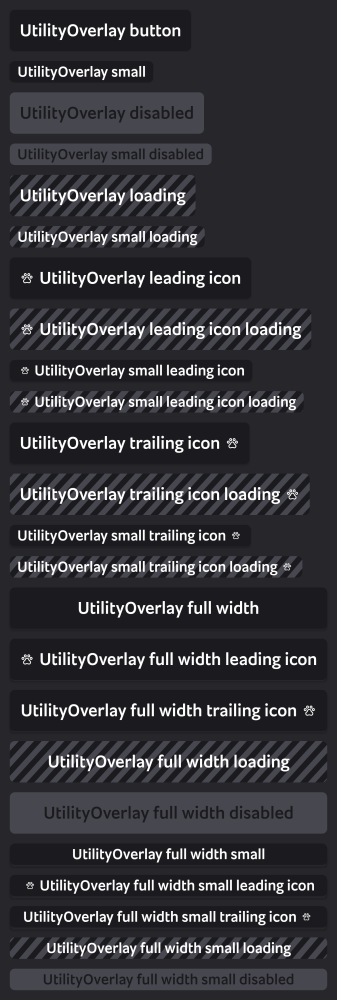 UtilityOverlay button
UtilityOverlay small
UtilityOverlay disabled
UtilityOverlay small disabled
UtilityOverlay loading
UtilityOverlay small loading
UtilityOverlay leading icon
UtilityOverlay leading icon loading
UtilityOverlay small leading icon
UtilityOverlay small leading icon loading
UtilityOverlay trailing icon
UtilityOverlay trailing icon loading
UtilityOverlay small trailing icon
UtilityOverlay small trailing icon loading
UtilityOverlay full width
UtilityOverlay full width leading icon
UtilityOverlay full width trailing icon
UtilityOverlay full width loading
UtilityOverlay full width disabled
UtilityOverlay full width small
UtilityOverlay full width small leading icon
UtilityOverlay full width small trailing icon
UtilityOverlay full width small loading
UtilityOverlay full width small disabled